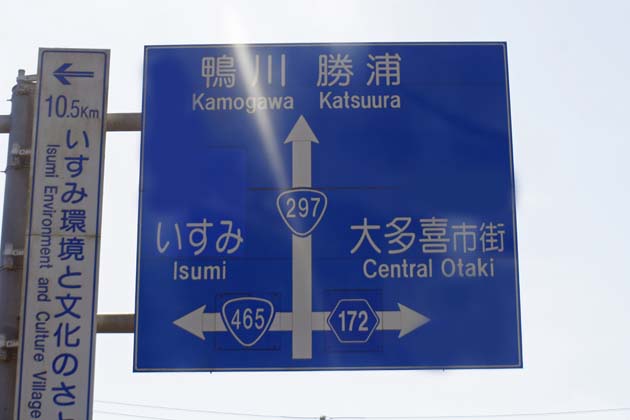 ←
10.5Km
いすみ環境と文化のさ
Isumi Environment and Culture Village
鴨川 勝浦
Kamogawa Katsuura
297
いすみ
Isumi
大多喜市街
Central Otaki
465
172